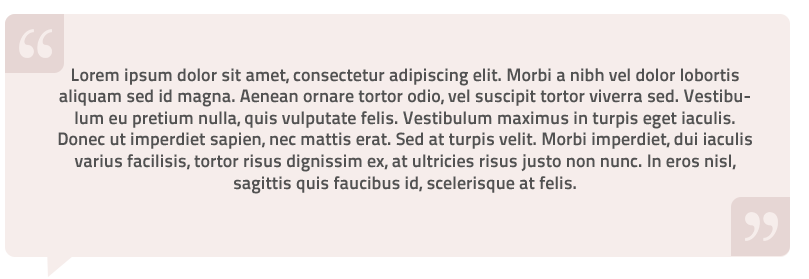 “
Lorem ipsum dolor sit amet, consectetur adipiscing elit. Morbi a nibh vel dolor lobortis
aliquam sed id magna. Aenean ornare tortor odio, vel suscipit tortor viverra sed. Vestibu-
lum eu pretium nulla, quis vulputate felis. Vestibulum maximus in turpis eget iaculis.
Donec ut imperdiet sapien, nec mattis erat. Sed at turpis velit. Morbi imperdiet, dui iaculis
varius facilisis, tortor risus dignissim ex, at ultricies risus justo non nunc. In eros nisl,
sagittis quis faucibus id, scelerisque at felis.
”